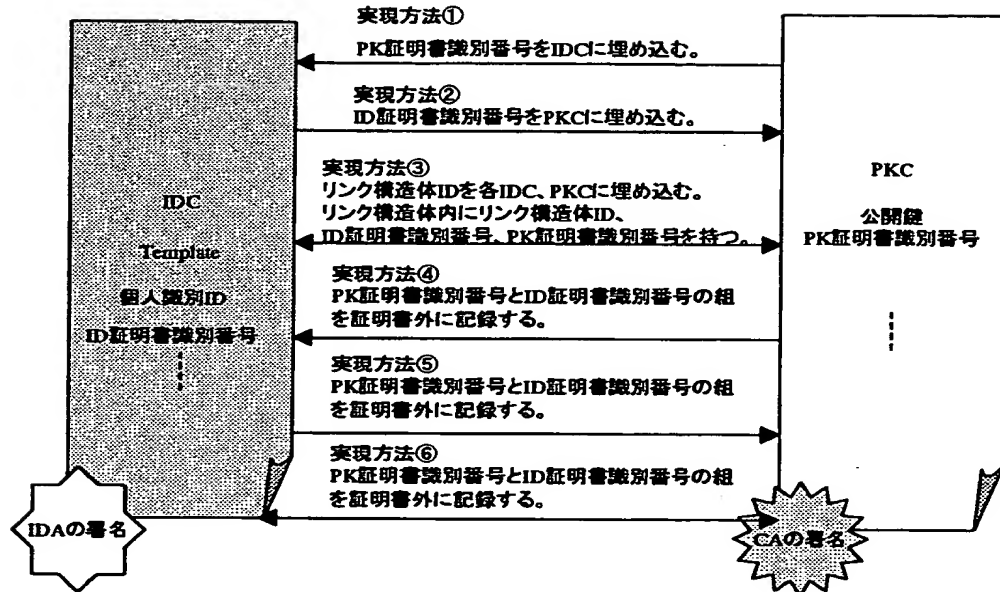 実現方法①
PK証明書識別番号をIDCに埋め込む。
実現方法②
ID証明書識別番号をPKCに埋め込む。
実現方法③
リンク構造体IDを各IDC、PKCに埋め込む。
リンク構造体内にリンク構造体ID、
ID証明書識別番号、PK証明書識別番号を持つ。
実現方法④
PK証明書識別番号とID証明書識別番号の組
を証明書外に記録する。
実現方法⑤
PK証明書識別番号とID証明書識別番号の組
を証明書外に記録する。
実現方法⑥
PK証明書識別番号とID証明書識別番号の組
を証明書外に記録する。
IDC
Template
個人識別ID
ID証明書識別番号
IDAの署名
PKC
公開鍵
PK証明書識別番号
CAの署名